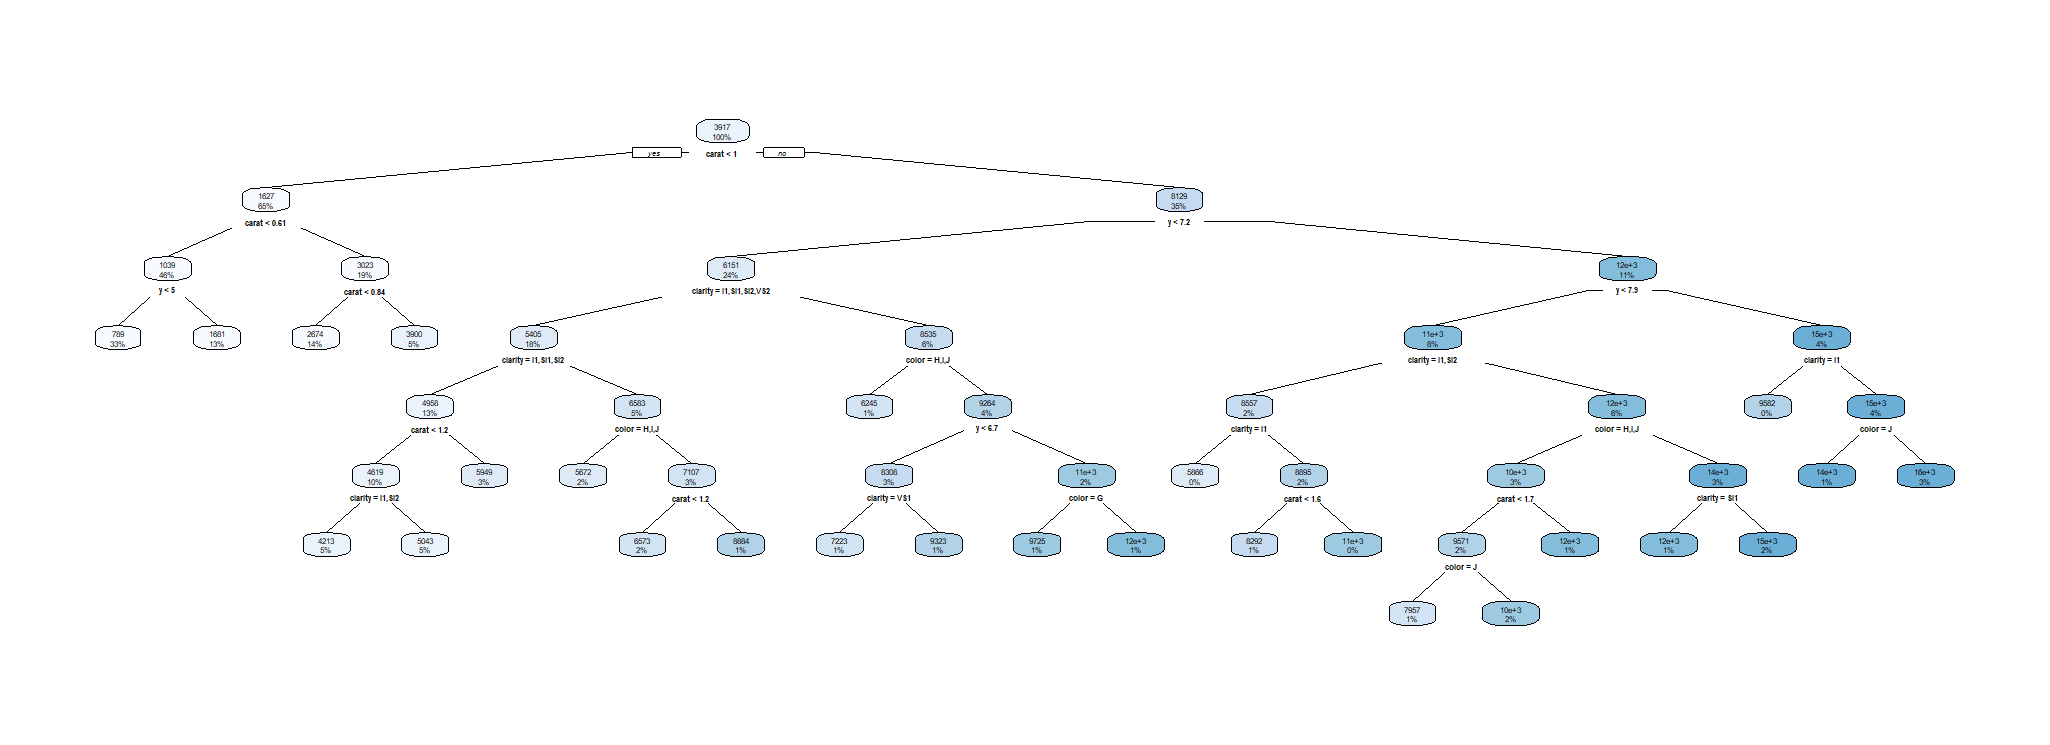 3917
100%
yes
carat < 1
no
1627
65%
8129
35%
carat < 0.61
y < 7.2
1039
46%
3023
19%
6151
24%
12e+3
11%
y < 5
carat < 0.84
clarity = I1,SI1,SI2,VS2
y < 7.9
789
33%
1681
13%
2674
14%
3900
5%
5405
18%
8535
6%
11e+3
8%
15e+3
4%
clarity = I1,SI1,SI2
color = H,I,J
clarity = I1,SI2
clarity = I1
4958
13%
6583
5%
6245
1%
9264
4%
8557
2%
12e+3
6%
9582
0%
15e+3
4%
carat < 1.2
color = H,I,J
y < 6.7
clarity = I1
color = H,I,J
color = J
4619
10%
5949
3%
5672
2%
7107
3%
8308
3%
11e+3
2%
5866
0%
8895
2%
10e+3
3%
14e+3
3%
14e+3
1%
16e+3
3%
clarity = I1,SI2
carat < 1.2
clarity = VS1
color = G
carat < 1.6
carat < 1.7
clarity = SI1
4213
5%
5043
5%
6573
2%
8884
1%
7223
1%
9323
1%
9725
1%
12e+3
1%
8292
1%
11e+3
0%
9571
2%
12e+3
1%
12e+3
1%
15e+3
2%
color = J
7957
1%
10e+3
2%